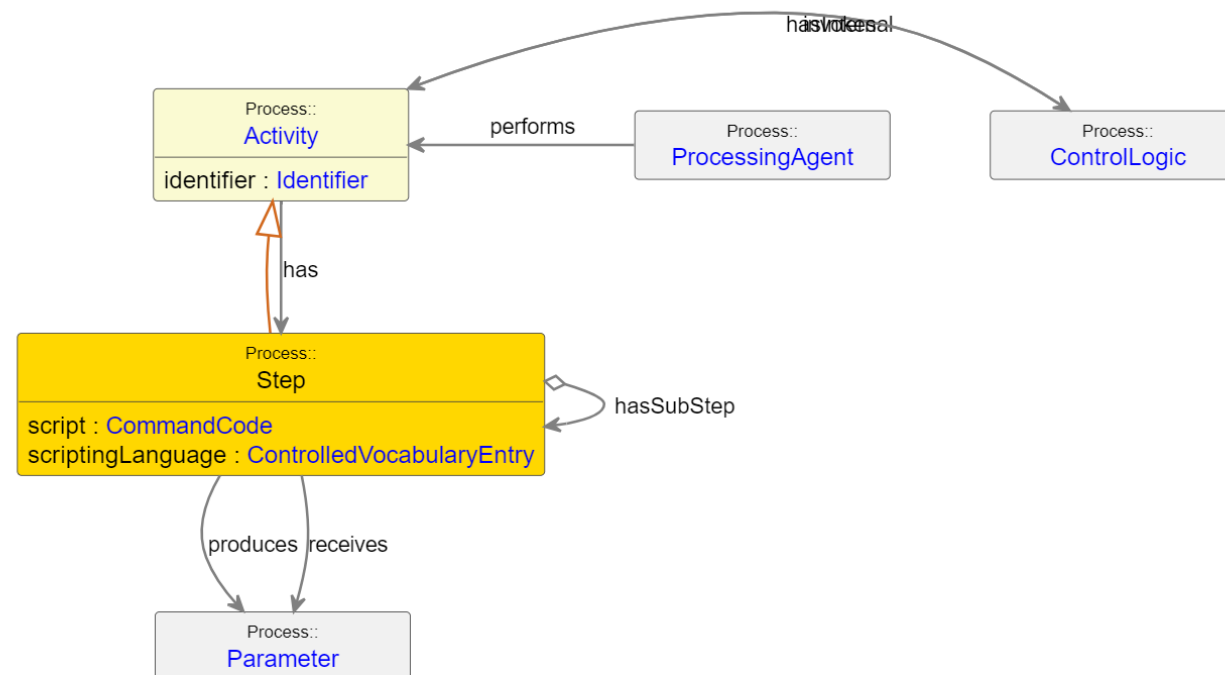 Process::
Activity
identifier : Identifier
performs
Process::
ProcessingAgent
Process::
ControlLogic
has
Process::
Step
script : CommandCode
scriptingLanguage : ControlledVocabularyEntry
hasSubStep
produces
receives
Process::
Parameter